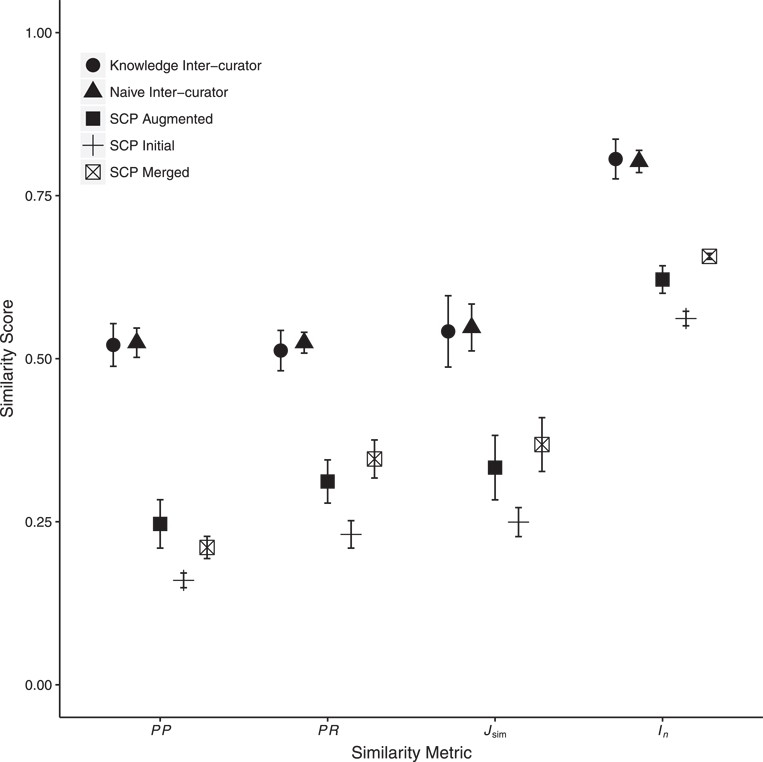 1.00
Knowledge Inter−curator
Naive Inter−curator
SCP Augmented
SCP Initial
SCP Merged
0.75
0.50
0.25
0.00
Similarity Score
PP PR Jsim In
Similarity Metric